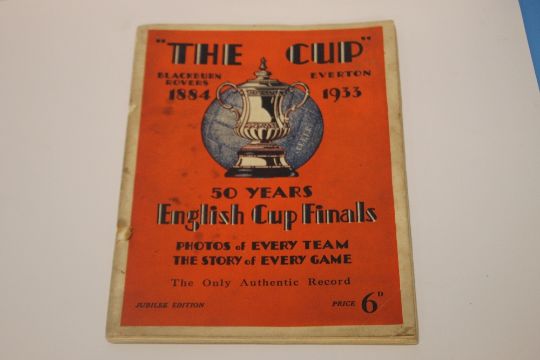 "THE CUP"
BLACKBURN ROVERS 1884
EVERTON 1933
50 YEARS
English Cup Finals
PHOTOS of EVERY TEAM
THE STORY of EVERY GAME
The Only Authentic Record
JUBILEE EDITION
PRICE 6D